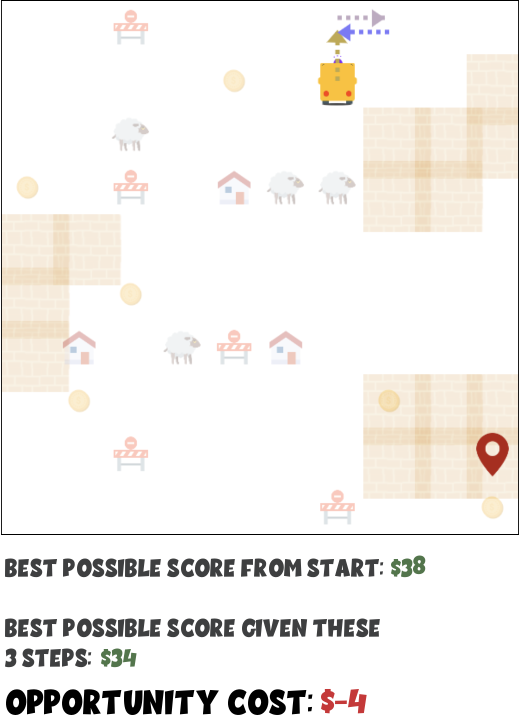 BEST POSSIBLE SCORE FROM START: $38
BEST POSSIBLE SCORE GIVEN THESE
3 STEPS: $34
OPPORTUNITY COST: $-4